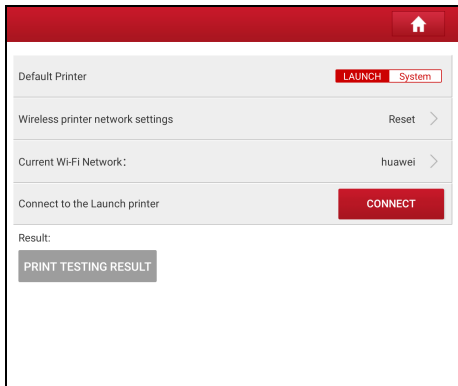 Default Printer LAUNCH System
Wireless printer network settings Reset
Current Wi-Fi Network: huawei
Connect to the Launch printer CONNECT
Result:
PRINT TESTING RESULT